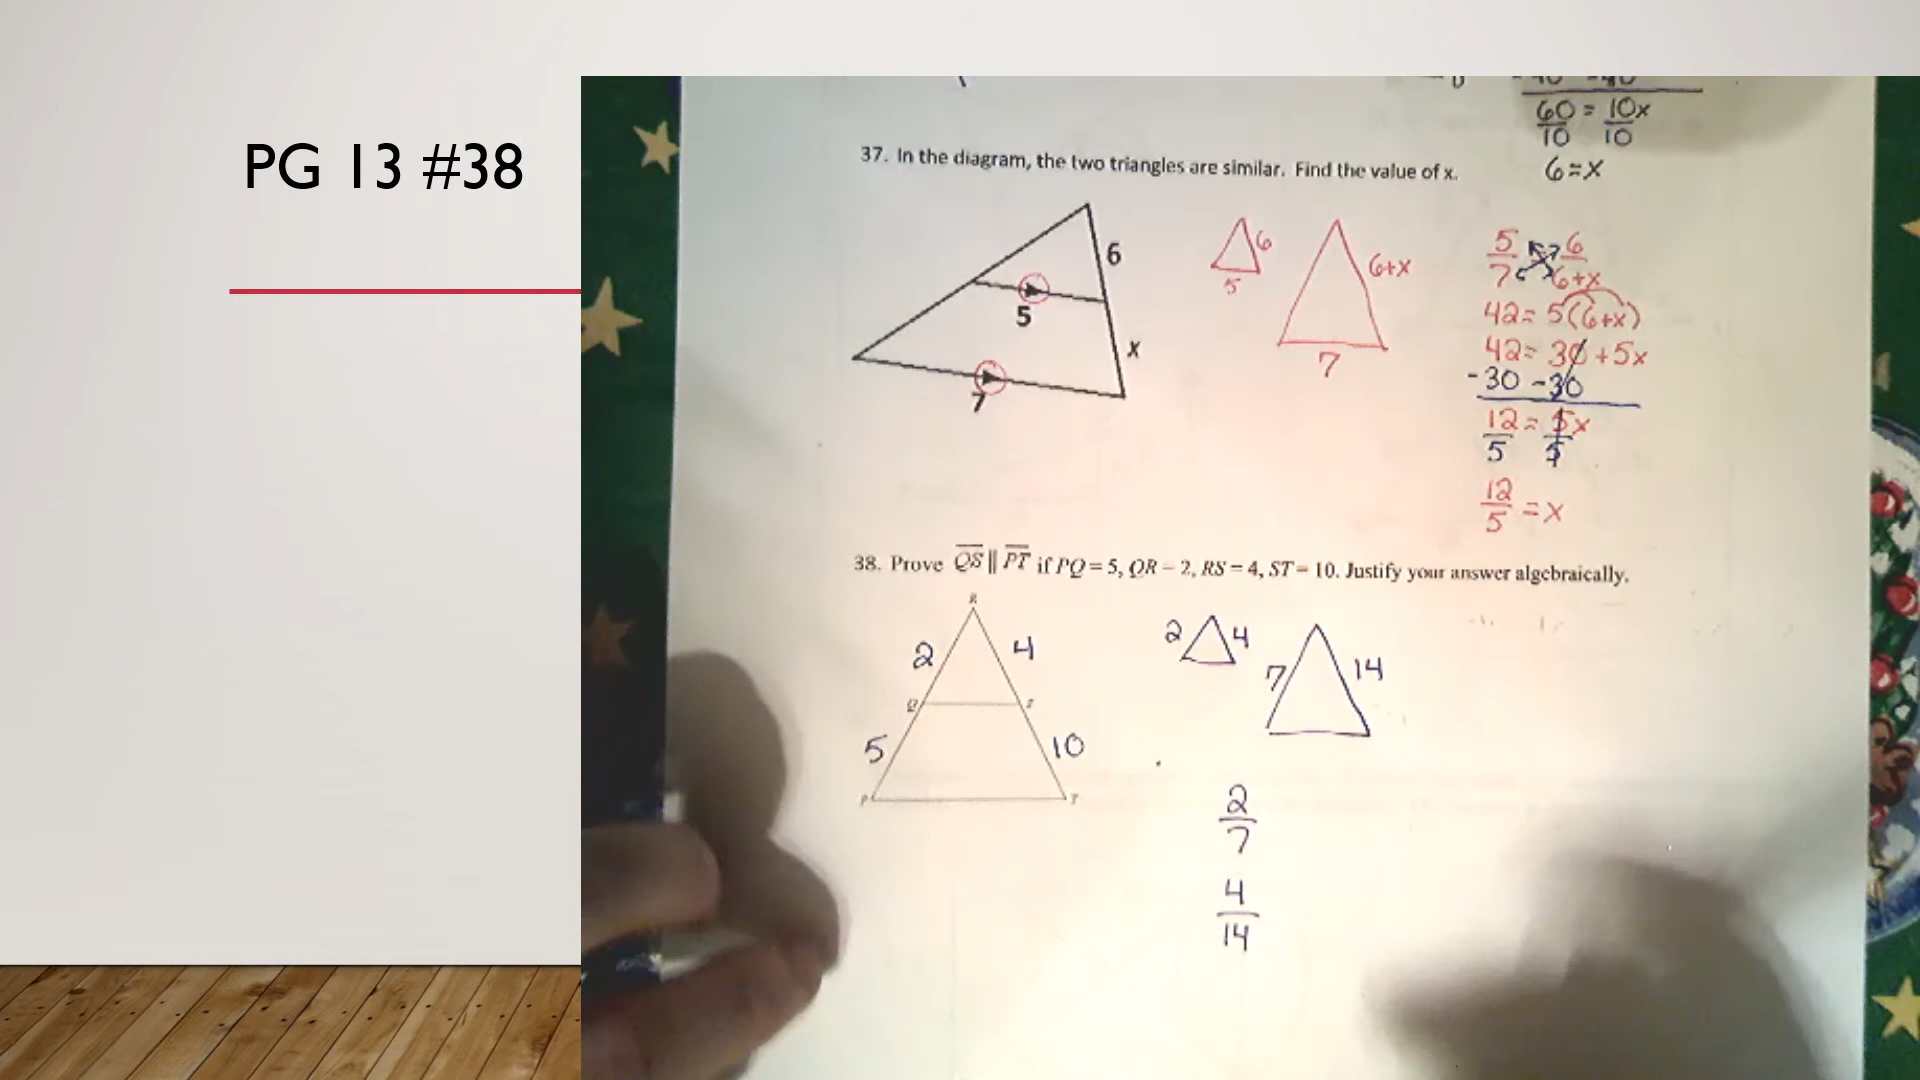 PG 13 #38
60 = 10x
10 10
6=x
37. In the diagram, the two triangles are similar. Find the value of x.
6
5
x
7
6
5
6+x
7
5 6
7 6+x
42= 5(6+x)
42= 30 +5x
-30 -30
12= 5x
5 5
12
5 =x
38. Prove QS || PT if PQ = 5, QR = 2, RS = 4, ST = 10. Justify your answer algebraically.
R
2 4
Q S
5 10
P T
2 4
7 14
2
7
4
14